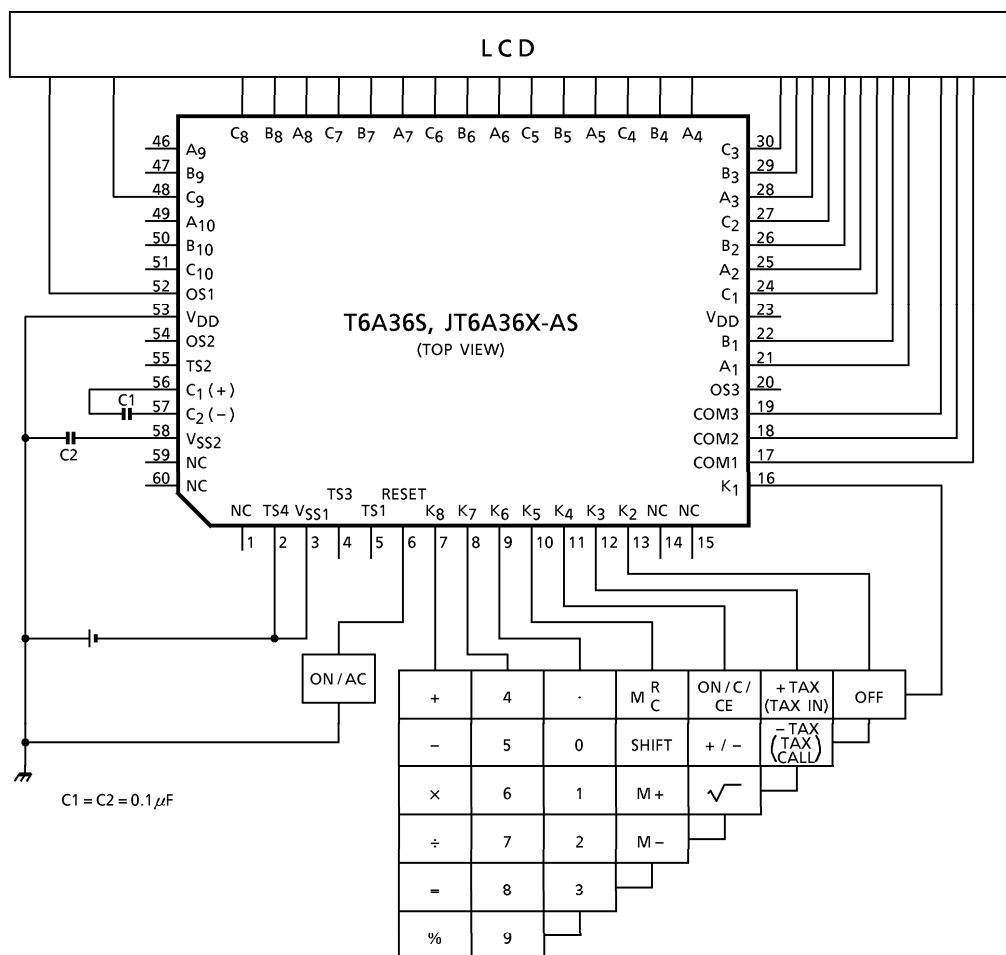 LCD
C8 B8 A8 C7 B7 A7 C6 B6 A6 C5 B5 A5 C4 B4 A4
46 A9
47 B9
48 C9
49 A10
50 B10
51 C10
52 OS1
53 VDD
54 OS2
55 TS2
56 C1 (+)
57 C2 (−)
58 VSS2
59 NC
60 NC
C1
C2
T6A36S, JT6A36X-AS
(TOP VIEW)
C3 30
B3 29
A3 28
C2 27
B2 26
A2 25
C1 24
VDD 23
B1 22
A1 21
OS3 20
COM3 19
COM2 18
COM1 17
K1 16
NC TS4 VSS1 TS3 TS1 RESET K8 K7 K6 K5 K4 K3 K2 NC NC
1 2 3 4 5 6 7 8 9 10 11 12 13 14 15
ON / AC
+ 4 · M R C ON / C / CE + TAX (TAX IN) OFF
− 5 0 SHIFT + / − − TAX (TAX CALL)
× 6 1 M + √
÷ 7 2 M −
= 8 3
% 9
C1 = C2 = 0.1 μF